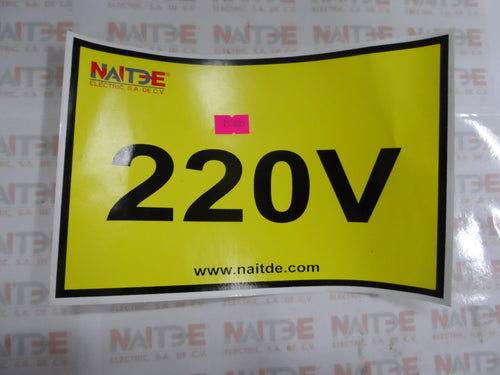 NAITDE®
ELECTRIC, S.A. DE C.V.
220V
www.naitde.com